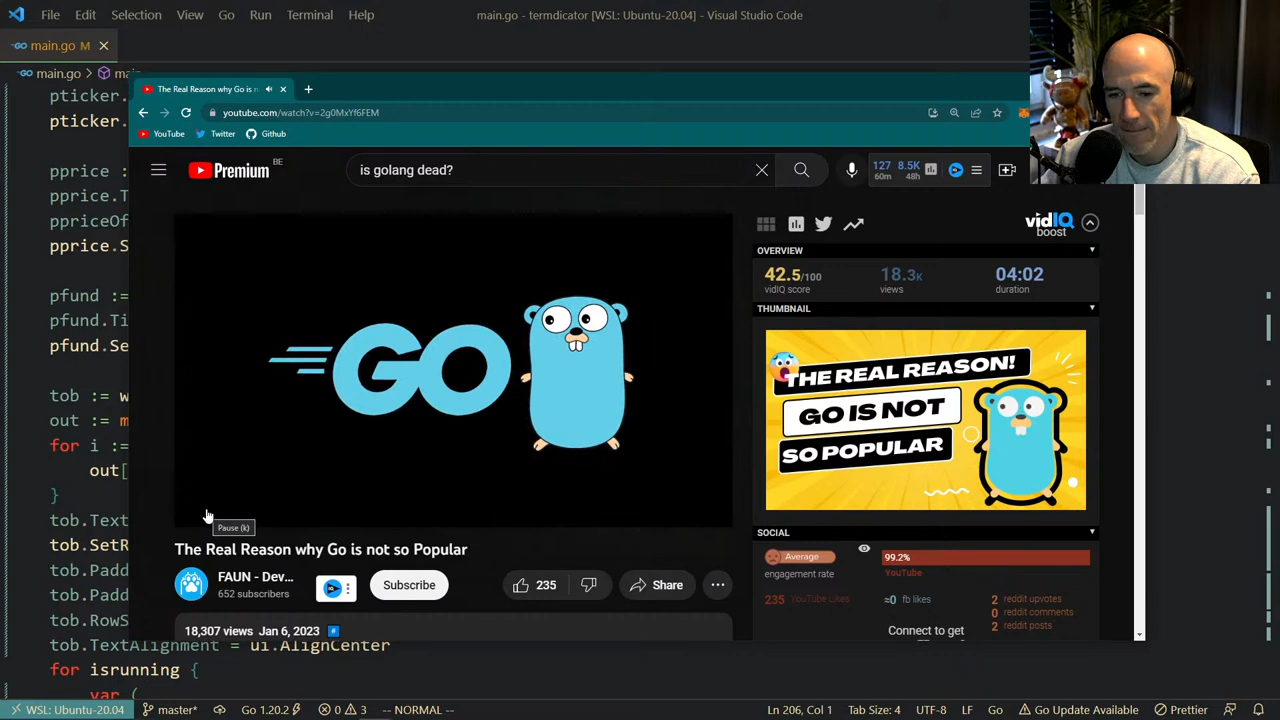 File Edit Selection View Go Run Terminal Help
main.go - termdicator [WSL: Ubuntu-20.04] - Visual Studio Code
main.go M
main.go
pticker.
pticker.
pprice :
pprice.T
ppriceOf
pprice.S
pfund :=
pfund.Ti
pfund.Se
tob := w
out := m
for i :=
out[
}
tob.Text
tob.SetR
tob.Padd
tob.Padd
tob.RowS
tob.TextAlignment = ui.AlignCenter
for isrunning {
var (
The Real Reason why Go is n
youtube.com/watch?v=2g0MxYf6FEM
YouTube Twitter Github
Premium BE
is golang dead?
127 8.5K
60m 48h
GO
Pause (k)
The Real Reason why Go is not so Popular
FAUN - Dev...
652 subscribers
Subscribe
235
Share
18,307 views Jan 6, 2023 #
vidIQ
boost
OVERVIEW
42.5/100 18.3K 04:02
vidIQ score views duration
THUMBNAIL
THE REAL REASON!
GO IS NOT
SO POPULAR
SOCIAL
Average
engagement rate
99.2%
YouTube
235 YouTube Likes
≈0 fb likes
2 reddit upvotes
0 reddit comments
2 reddit posts
Connect to get
WSL: Ubuntu-20.04 master* Go 1.20.2 0 3 -- NORMAL -- Ln 206, Col 1 Tab Size: 4 UTF-8 LF Go Go Update Available Prettier